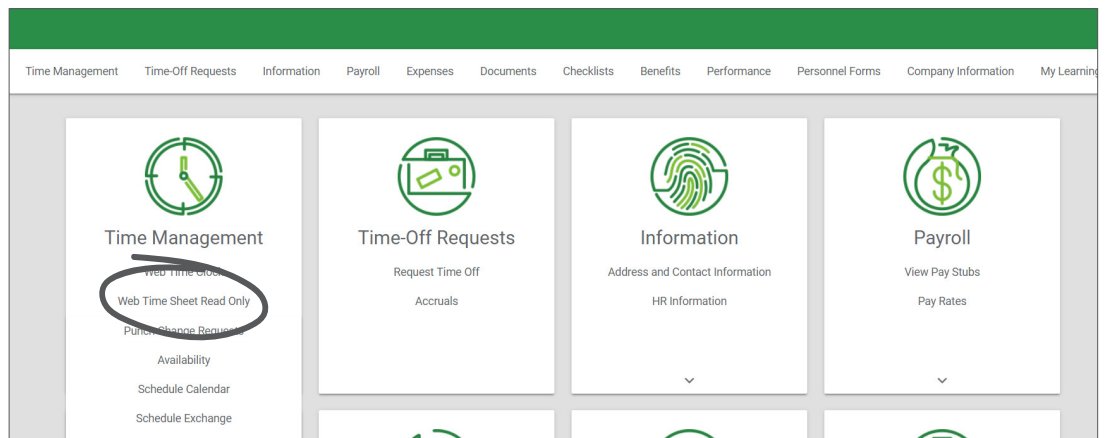 Time Management Time-Off Requests Information Payroll Expenses Documents Checklists Benefits Performance Personnel Forms Company Information My Learning
Time Management
Web Time Clock
Web Time Sheet Read Only
Punch Change Requests
Availability
Schedule Calendar
Schedule Exchange
Time-Off Requests
Request Time Off
Accruals
Information
Address and Contact Information
HR Information
Payroll
View Pay Stubs
Pay Rates